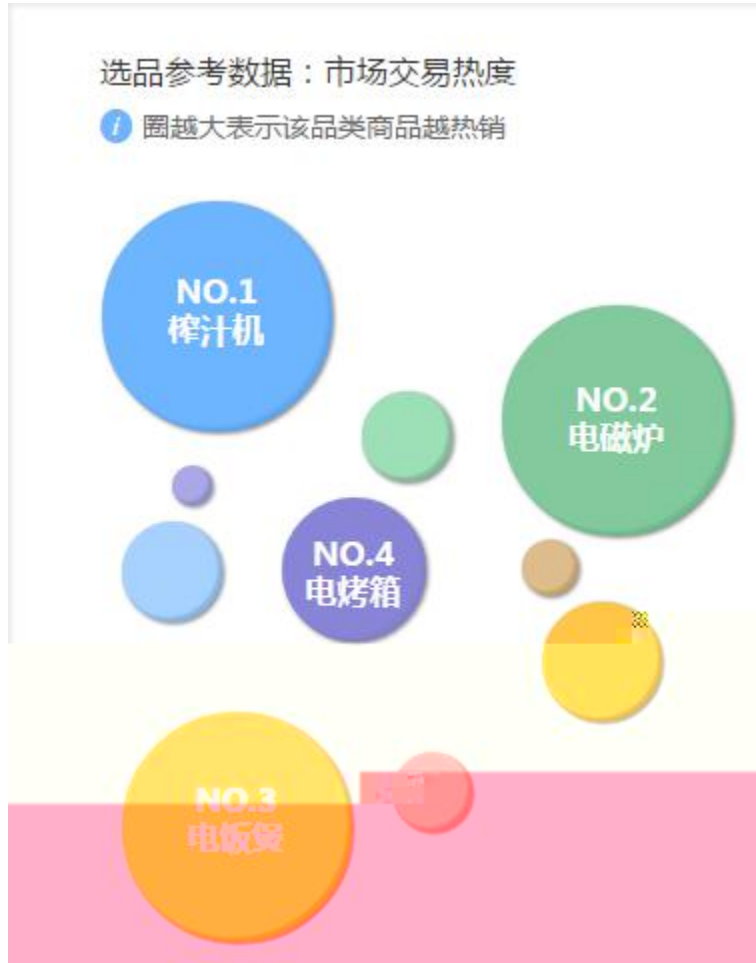 选品参考数据：市场交易热度
i 圈越大表示该品类商品越热销
NO.1
榨汁机
NO.2
电磁炉
NO.4
电烤箱
NO.3
电饭煲